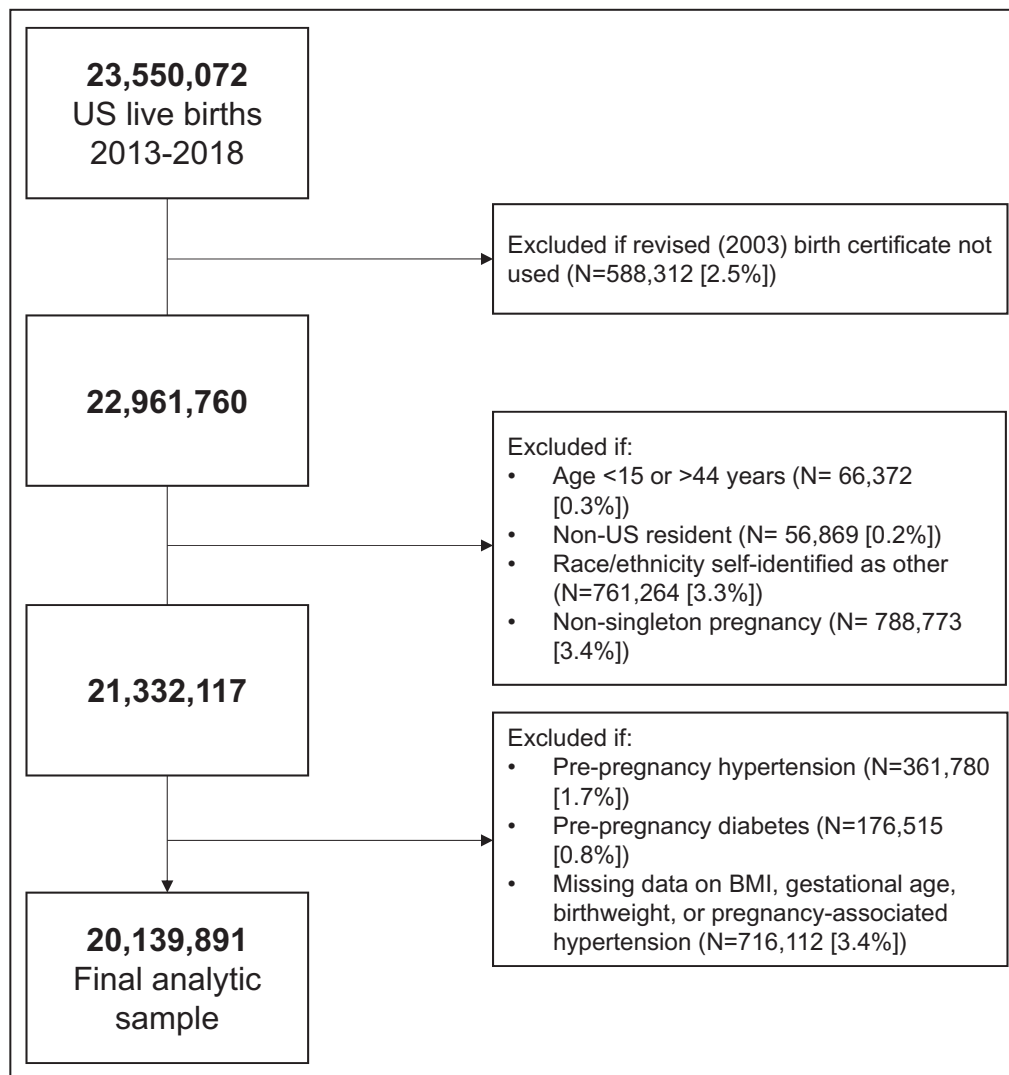 23,550,072
US live births
2013-2018
Excluded if revised (2003) birth certificate not
used (N=588,312 [2.5%])
22,961,760
Excluded if:
• Age <15 or >44 years (N= 66,372
[0.3%])
• Non-US resident (N= 56,869 [0.2%])
• Race/ethnicity self-identified as other
(N=761,264 [3.3%])
• Non-singleton pregnancy (N= 788,773
[3.4%])
21,332,117
Excluded if:
• Pre-pregnancy hypertension (N=361,780
[1.7%])
• Pre-pregnancy diabetes (N=176,515
[0.8%])
• Missing data on BMI, gestational age,
birthweight, or pregnancy-associated
hypertension (N=716,112 [3.4%])
20,139,891
Final analytic
sample